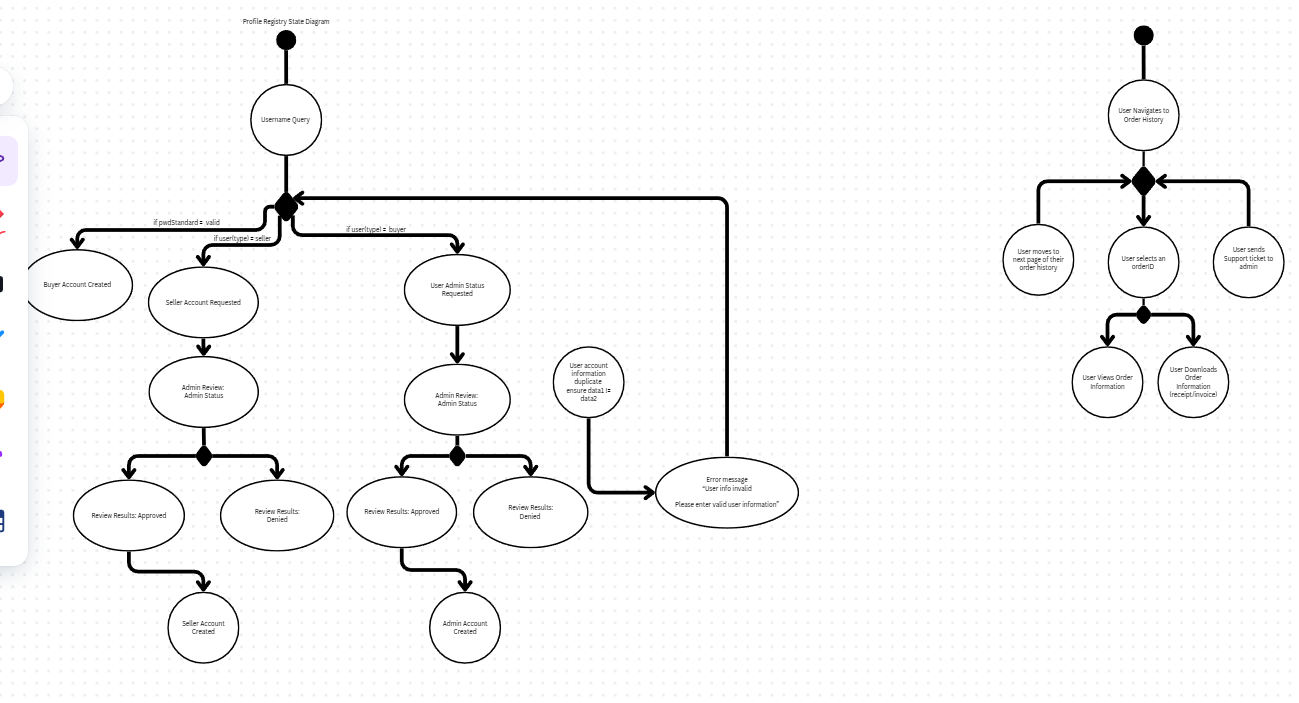 Profile Registry State Diagram
Username Query
if pwdStandard = valid
if user(type) = seller
if user(type) = buyer
Buyer Account Created
Seller Account Requested
User Admin Status
Requested
Admin Review:
Admin Status
Admin Review:
Admin Status
User account
information
duplicate
ensure data1 !=
data2
Review Results: Approved
Review Results:
Denied
Review Results: Approved
Review Results:
Denied
Error message
"User info invalid
Please enter valid user information"
Seller Account
Created
Admin Account
Created
User Navigates to
Order History
User moves to
next page of their
order history
User selects an
orderID
User sends
Support ticket to
admin
User Views Order
Information
User Downloads
Order
Information
(receipt/invoice)